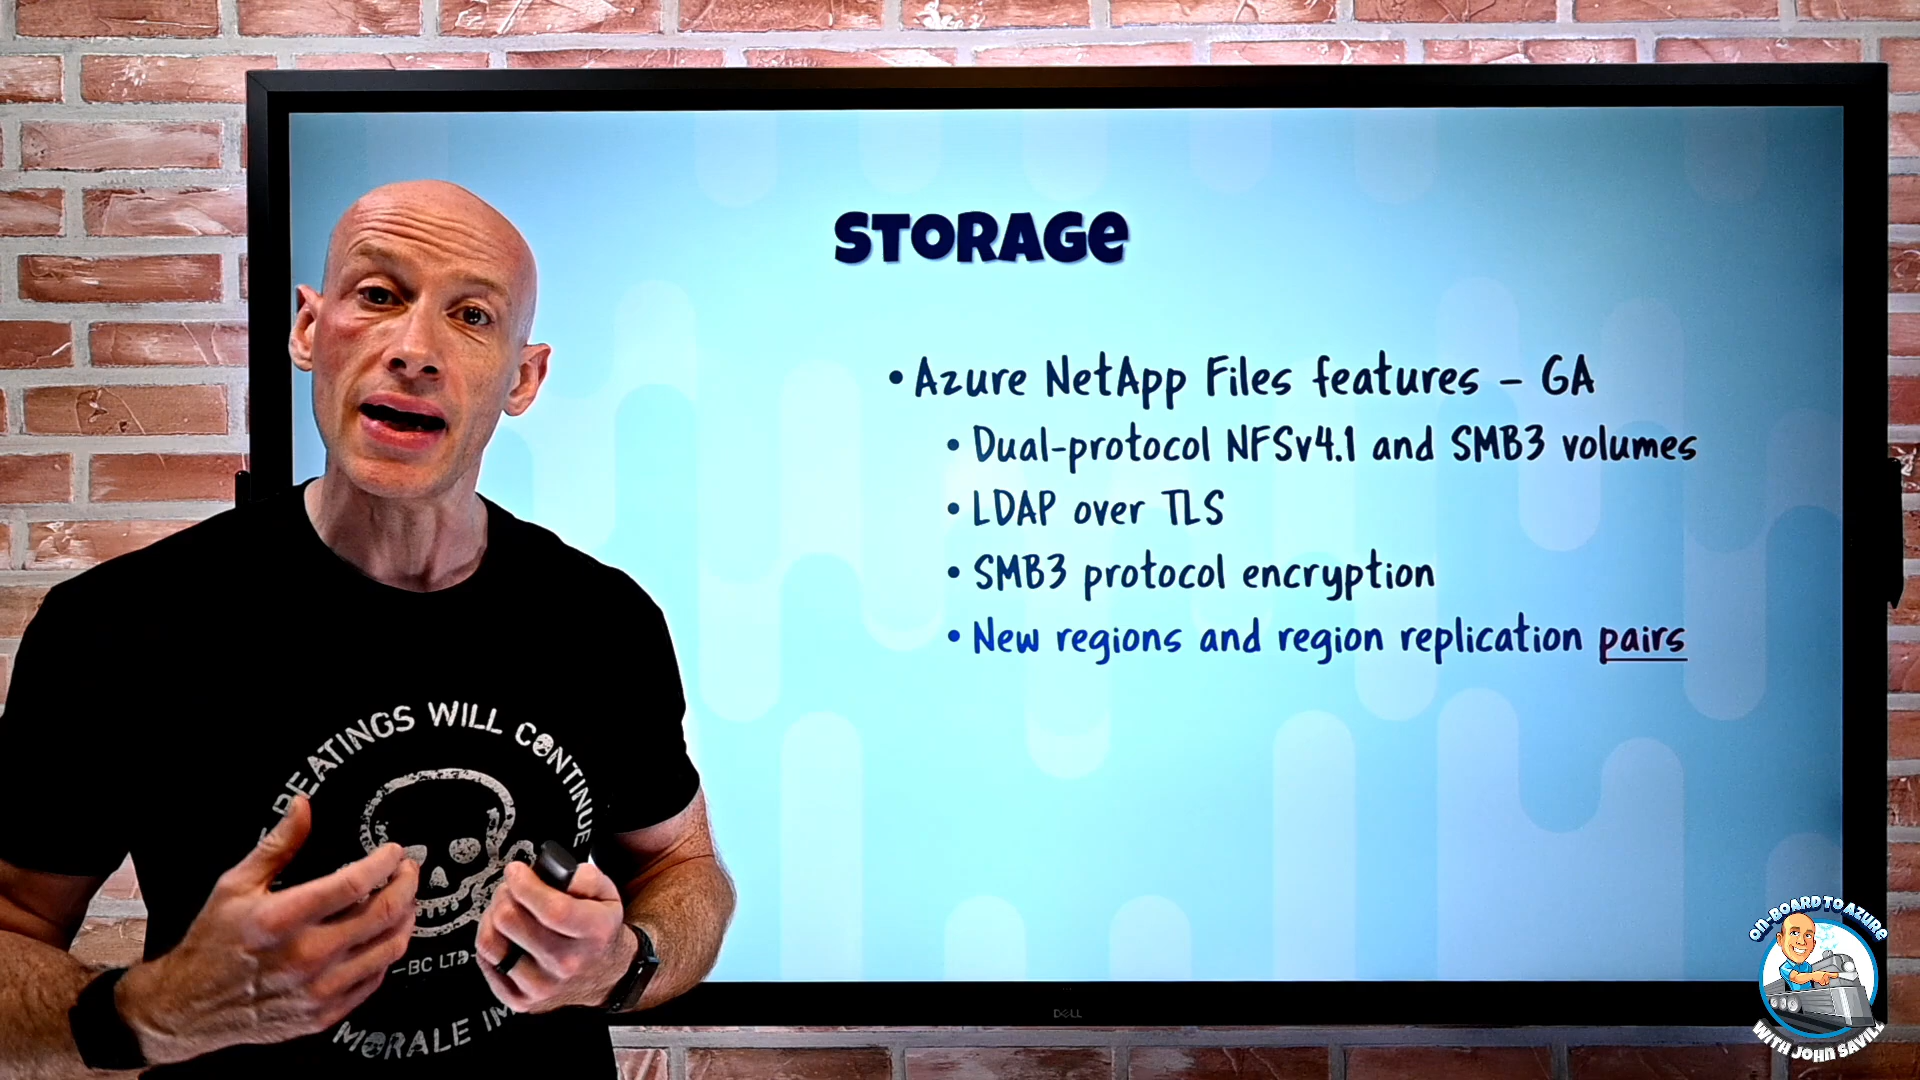 STORAGE
• Azure NetApp Files features – GA
• Dual-protocol NFSv4.1 and SMB3 volumes
• LDAP over TLS
• SMB3 protocol encryption
• New regions and region replication pairs
BEATINGS WILL CONTINUE
–BC LTD–
MORALE IM
DELL
ON-BOARD TO AZURE
WITH JOHN SAVILL